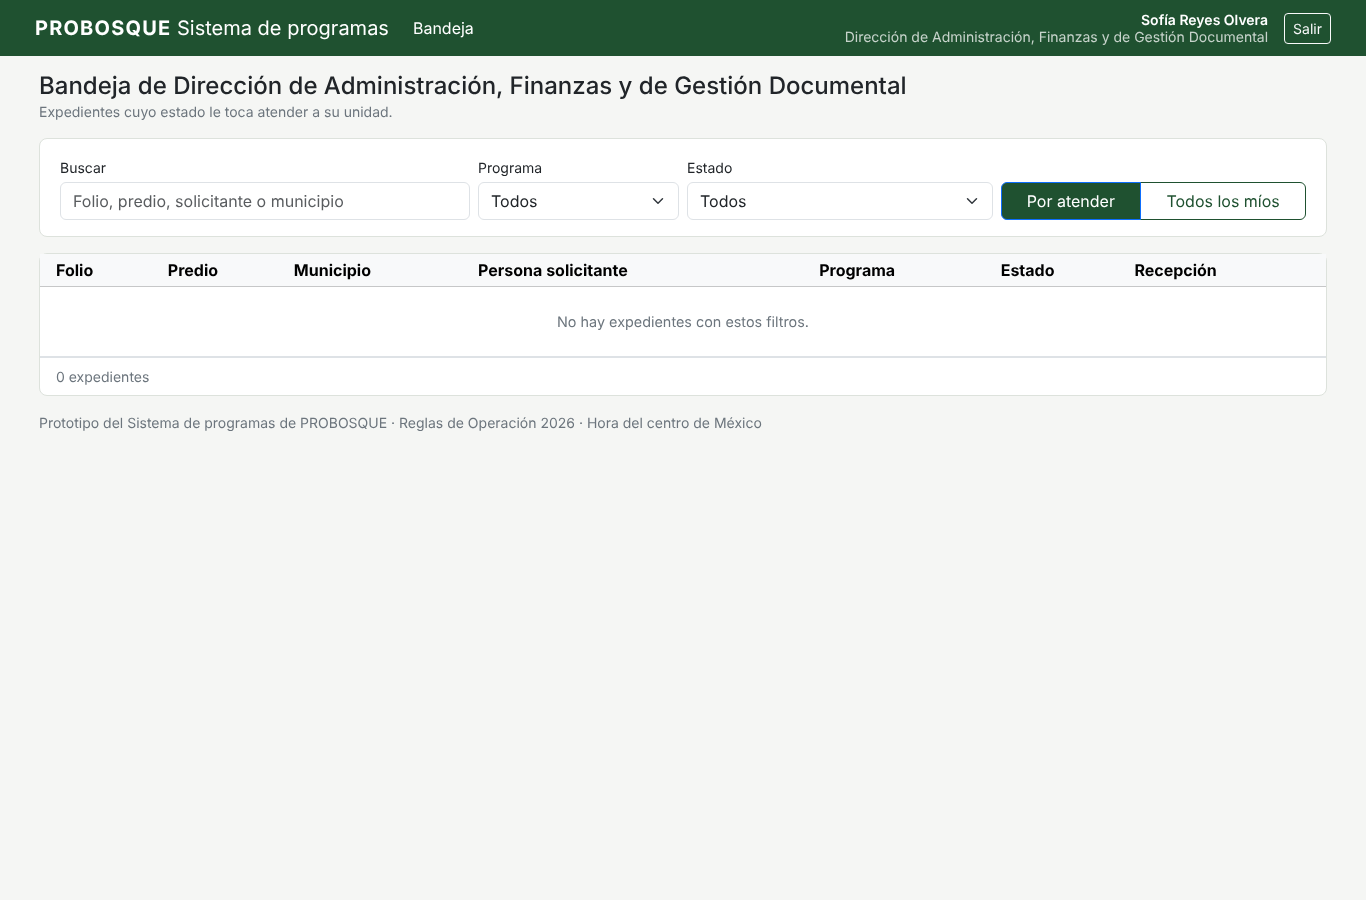 PROBOSQUE Sistema de programas
Bandeja
Sofía Reyes Olvera
Dirección de Administración, Finanzas y de Gestión Documental
Salir
Bandeja de Dirección de Administración, Finanzas y de Gestión Documental
Expedientes cuyo estado le toca atender a su unidad.
Buscar
Programa
Estado
Folio, predio, solicitante o municipio
Todos
Todos
Por atender
Todos los míos
Folio Predio Municipio Persona solicitante Programa Estado Recepción
No hay expedientes con estos filtros.
0 expedientes
Prototipo del Sistema de programas de PROBOSQUE · Reglas de Operación 2026 · Hora del centro de México